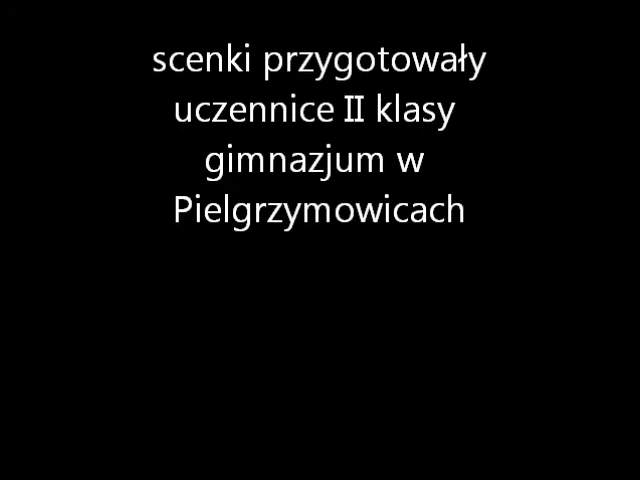 scenki przygotowały
uczennice II klasy
gimnazjum w
Pielgrzymowicach